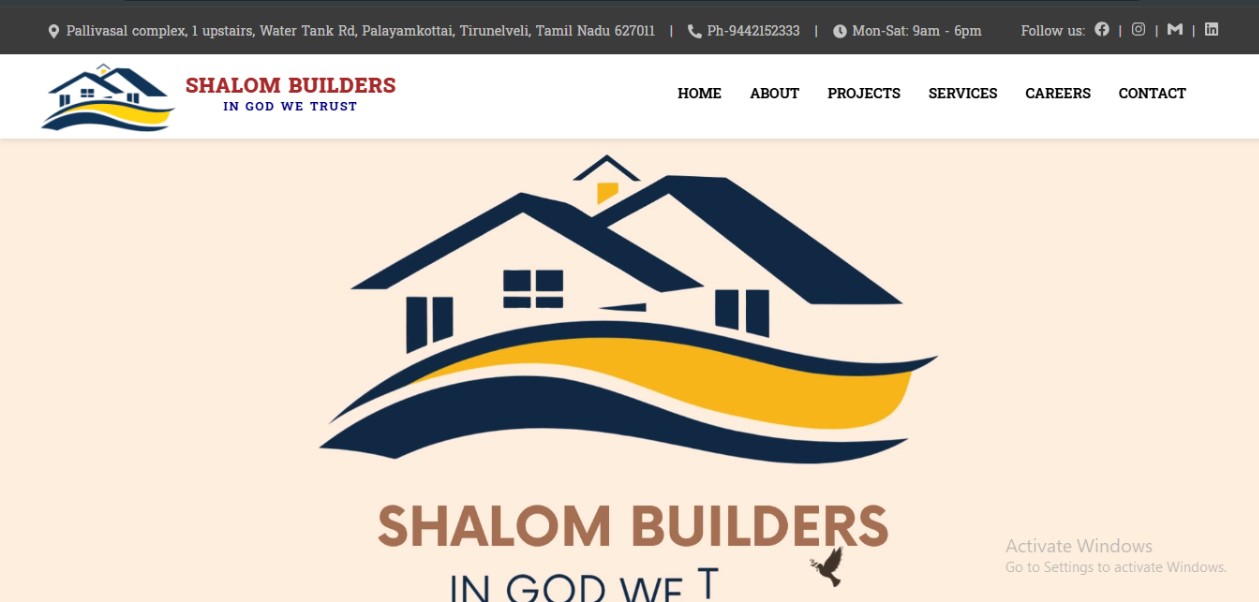 Pallivasal complex, 1 upstairs, Water Tank Rd, Palayamkottai, Tirunelveli, Tamil Nadu 627011 | Ph-9442152333 | Mon-Sat: 9am - 6pm Follow us: | | |
SHALOM BUILDERS
IN GOD WE TRUST
HOME ABOUT PROJECTS SERVICES CAREERS CONTACT
SHALOM BUILDERS
IN GOD WE T
Activate Windows
Go to Settings to activate Windows.